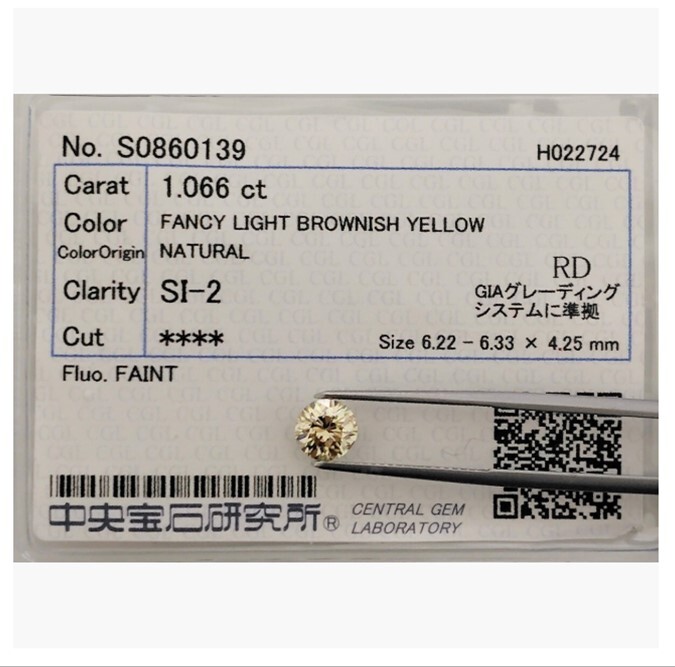 No. S0860139
H022724
Carat 1.066 ct
Color FANCY LIGHT BROWNISH YELLOW
ColorOrigin NATURAL
RD
Clarity SI-2
GIAグレーディング
システムに準拠
Cut ****
Size 6.22 - 6.33 × 4.25 mm
Fluo. FAINT
中央宝石研究所®
CENTRAL GEM
LABORATORY